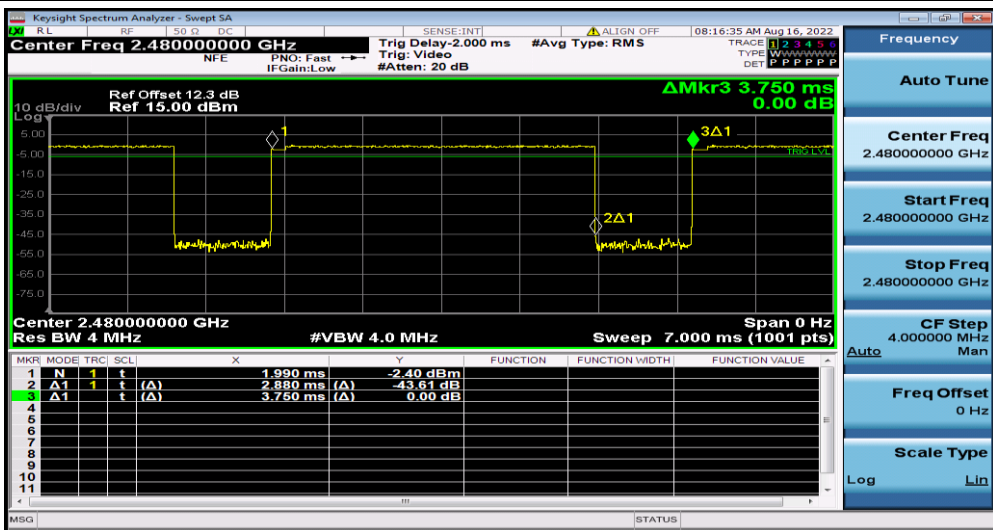 Keysight Spectrum Analyzer - Swept SA
LXI RL RF 50 Ω DC SENSE:INT ALIGN OFF 08:16:35 AM Aug 16, 2022
Center Freq 2.480000000 GHz
NFE PNO: Fast IFGain:Low
Trig Delay-2.000 ms
Trig: Video
#Atten: 20 dB
#Avg Type: RMS
TRACE 1 2 3 4 5 6
TYPE WWWWWW
DET P P P P P P
Ref Offset 12.3 dB
10 dB/div Ref 15.00 dBm
Log
ΔMkr3 3.750 ms
0.00 dB
5.00
-5.00
-15.0
-25.0
-35.0
-45.0
-55.0
-65.0
-75.0
1
2Δ1
3Δ1
TRIG LVL
Center 2.480000000 GHz Span 0 Hz
Res BW 4 MHz #VBW 4.0 MHz Sweep 7.000 ms (1001 pts)
MKR MODE TRC SCL X Y FUNCTION FUNCTION WIDTH FUNCTION VALUE
1 N 1 t 1.990 ms -2.40 dBm
2 Δ1 1 t (Δ) 2.880 ms (Δ) -43.61 dB
3 Δ1 t (Δ) 3.750 ms (Δ) 0.00 dB
4
5
6
7
8
9
10
11
MSG STATUS
Frequency
Auto Tune
Center Freq
2.480000000 GHz
Start Freq
2.480000000 GHz
Stop Freq
2.480000000 GHz
CF Step
4.000000 MHz
Auto Man
Freq Offset
0 Hz
Scale Type
Log Lin